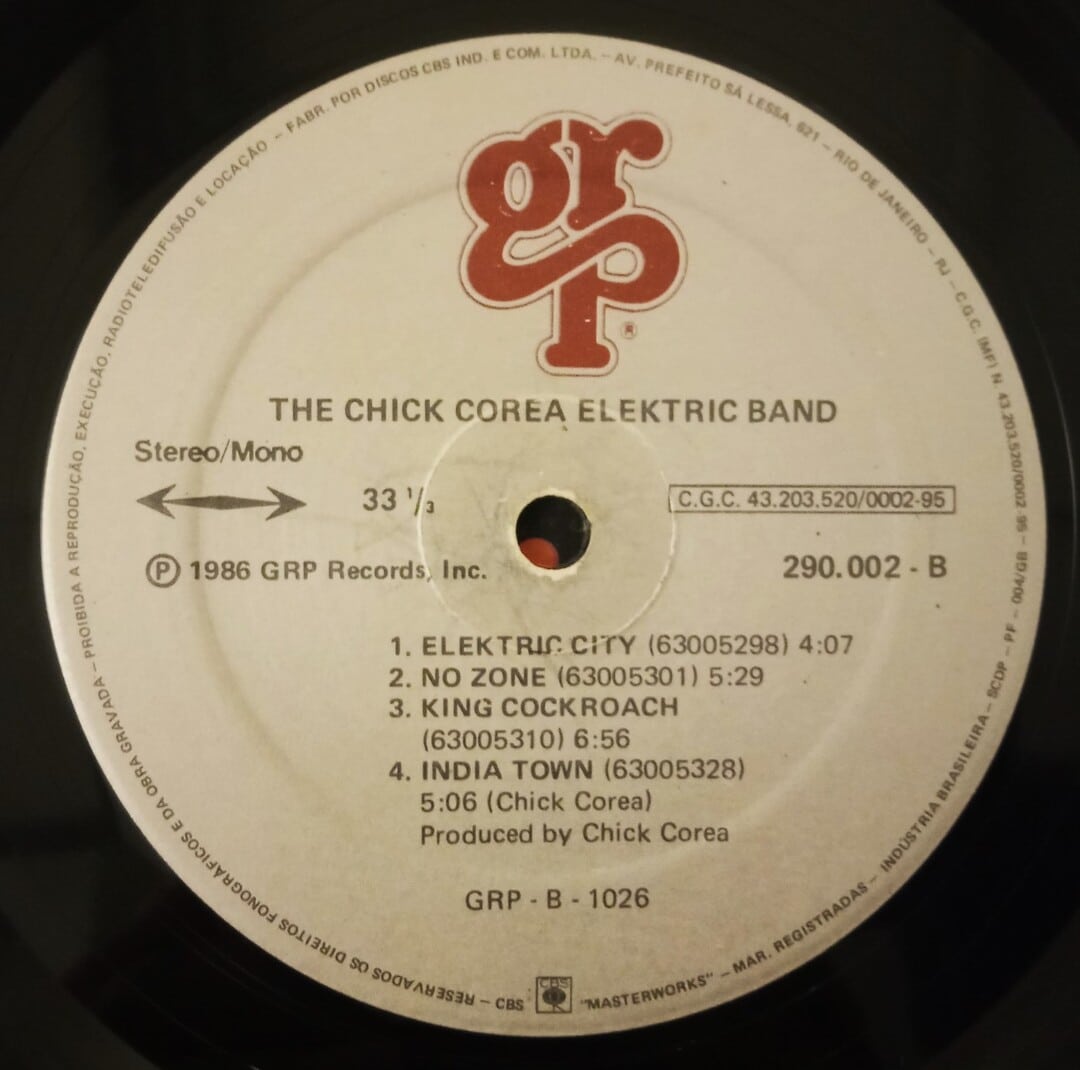 grp
®
THE CHICK COREA ELEKTRIC BAND
Stereo/Mono
33 1/3
C.G.C. 43.203.520/0002-95
℗ 1986 GRP Records, Inc.
290.002 - B
1. ELEKTRIC CITY (63005298) 4:07
2. NO ZONE (63005301) 5:29
3. KING COCKROACH
(63005310) 6:56
4. INDIA TOWN (63005328)
5:06 (Chick Corea)
Produced by Chick Corea
GRP - B - 1026
CBS
RESERVADOS OS DIREITOS FONOGRÁFICOS E DA OBRA GRAVADA – PROIBIDA A REPRODUÇÃO, EXECUÇÃO, RADIOTELEDIFUSÃO E LOCAÇÃO – FABR. POR DISCOS CBS IND. E COM. LTDA. – AV. PREFEITO SÁ LESSA, 621 – RIO DE JANEIRO – RJ – C.G.C. (MF) N. 43.203.520/0002-95 – 004/GB – SCDP – PF – INDÚSTRIA BRASILEIRA – MAR. REGISTRADAS – "MASTERWORKS" CBS –